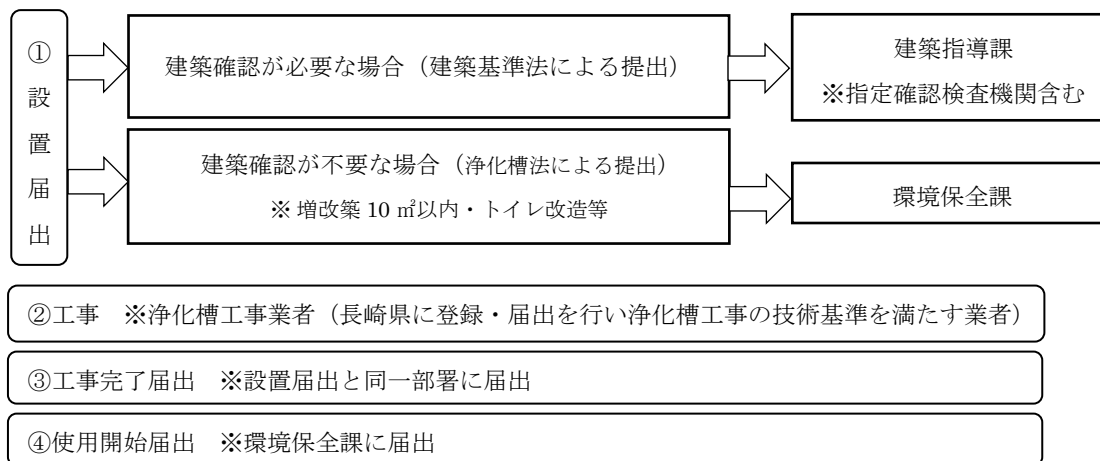 ①設置届出
建築確認が必要な場合（建築基準法による提出）
建築指導課
※指定確認検査機関含む
建築確認が不要な場合（浄化槽法による提出）
※ 増改築 10 ㎡以内・トイレ改造等
環境保全課
②工事　※浄化槽工事業者（長崎県に登録・届出を行い浄化槽工事の技術基準を満たす業者）
③工事完了届出　※設置届出と同一部署に届出
④使用開始届出　※環境保全課に届出